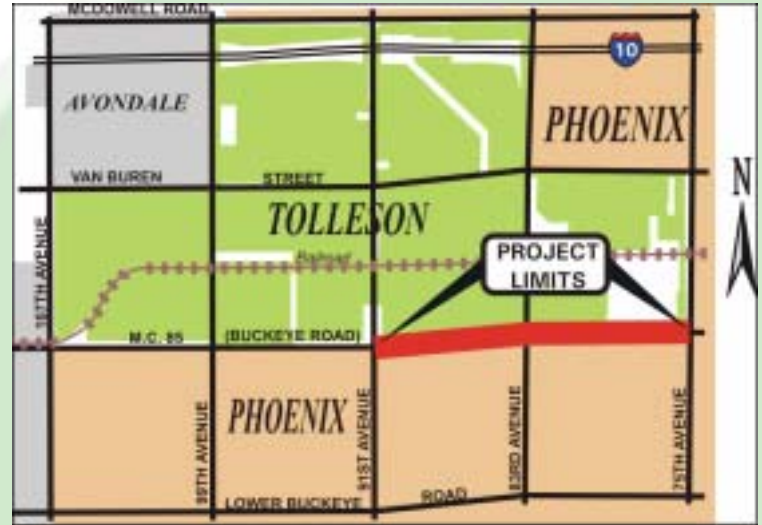 MCDOWELL ROAD
10
AVONDALE
PHOENIX
N
VAN BUREN STREET
TOLLESON
Railroad
PROJECT
LIMITS
107TH AVENUE
M.C. 85 (BUCKEYE ROAD)
PHOENIX
99TH AVENUE
91ST AVENUE
83RD AVENUE
75TH AVENUE
LOWER BUCKEYE ROAD